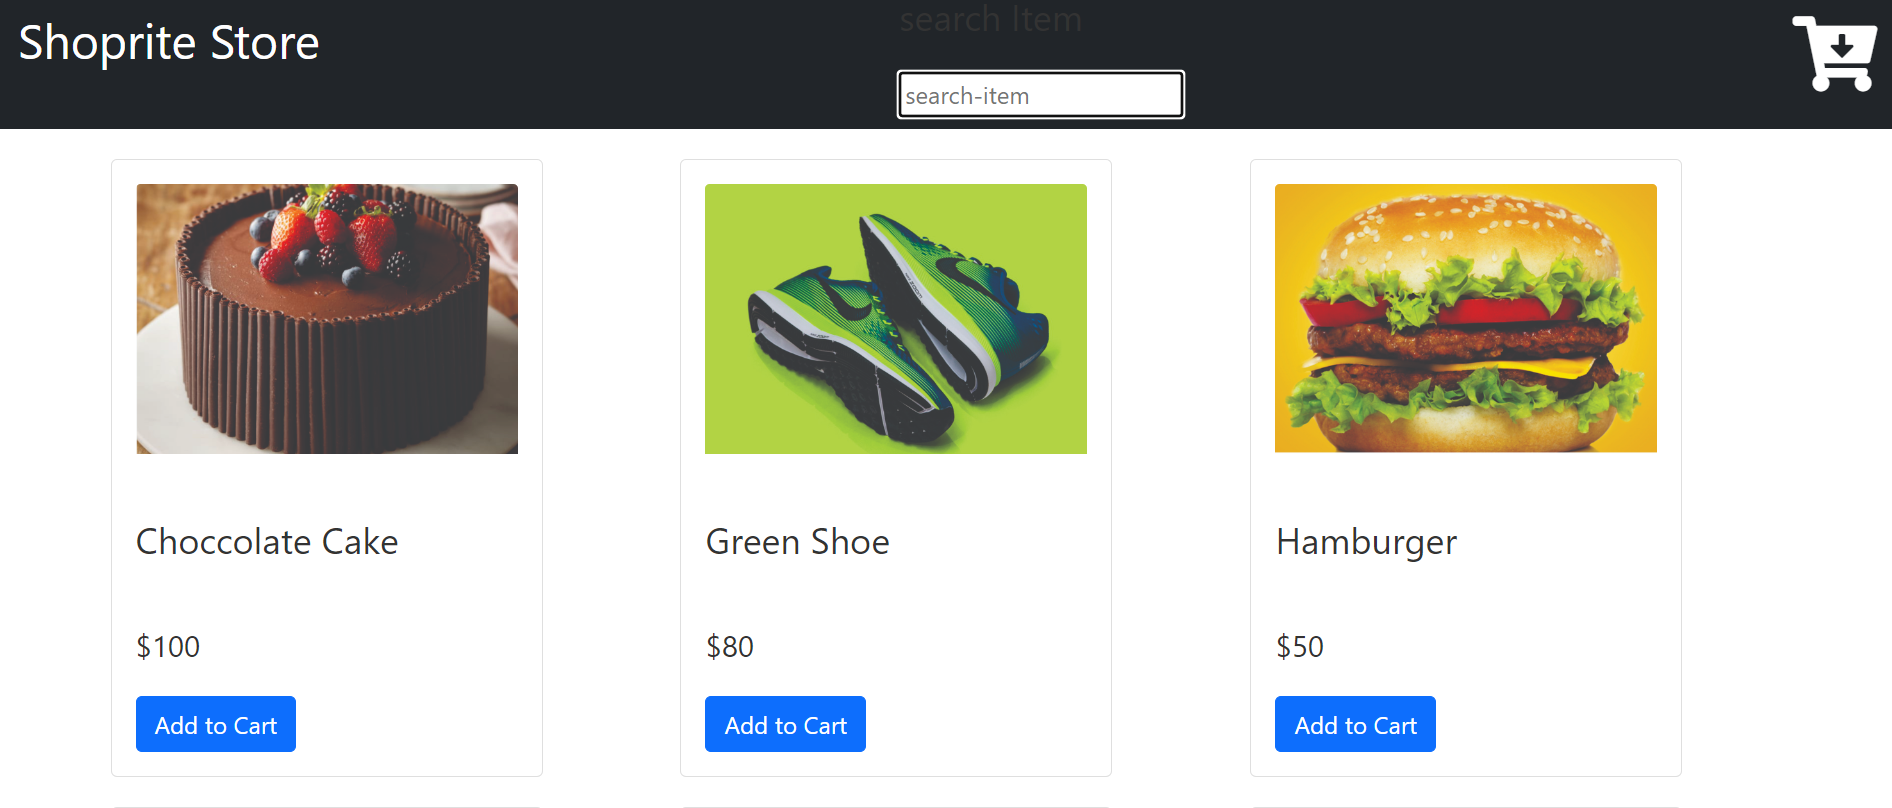 Shoprite Store
search Item
search-item
Choccolate Cake
$100
Add to Cart
Green Shoe
$80
Add to Cart
Hamburger
$50
Add to Cart